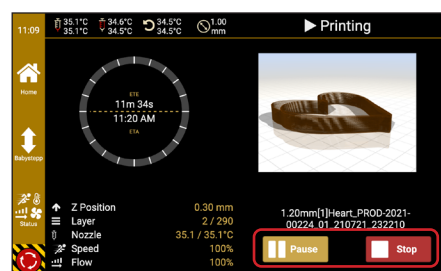 11:09
35.1°C
35.1°C
34.6°C
34.5°C
34.5°C
34.5°C
1.00
mm
Printing
Home
ETE
11m 34s
11:20 AM
ETA
Babystepp
Status
Z Position 0.30 mm
Layer 2 / 290
Nozzle 35.1 / 35.1°C
Speed 100%
Flow 100%
1.20mm[1]Heart_PROD-2021-
00224_01_210721_232210
Pause
Stop